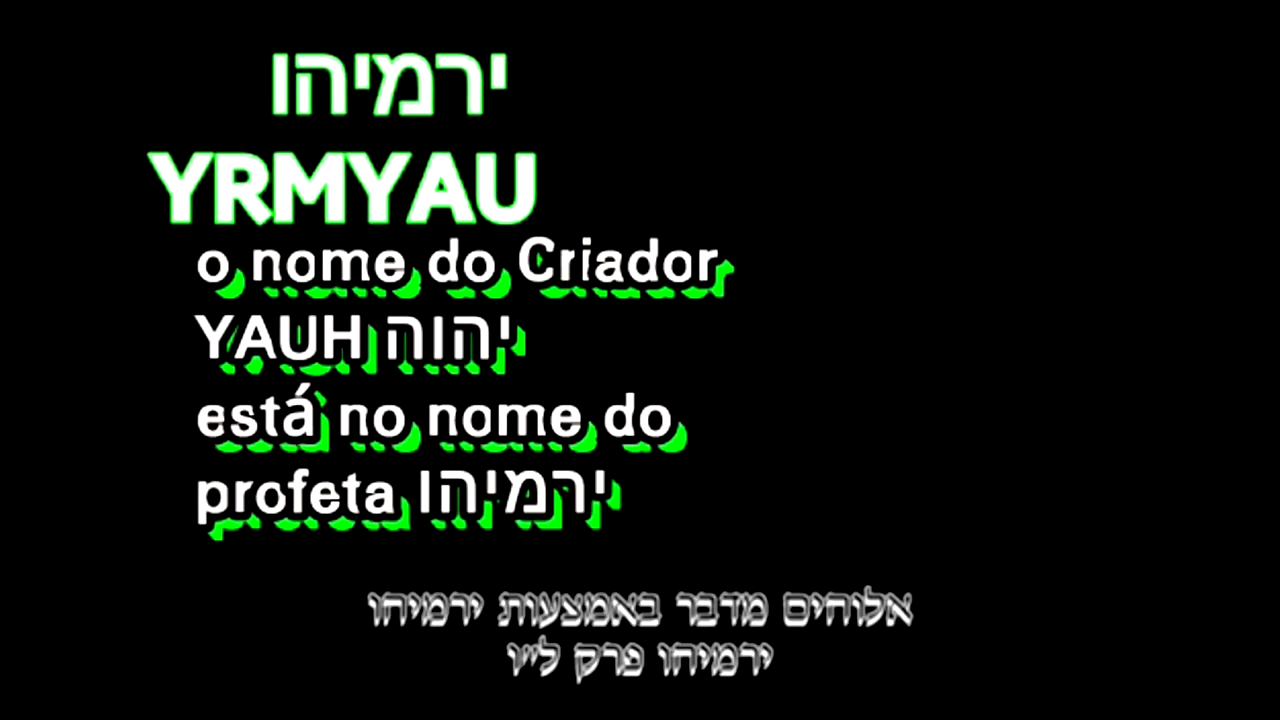 ירמיהו
YRMYAU
o nome do Criador
YAUH יהוה
está no nome do
profeta ירמיהו
אלוהים מדבר באמצעות ירמיהו
ירמיהו פרק ל"ו